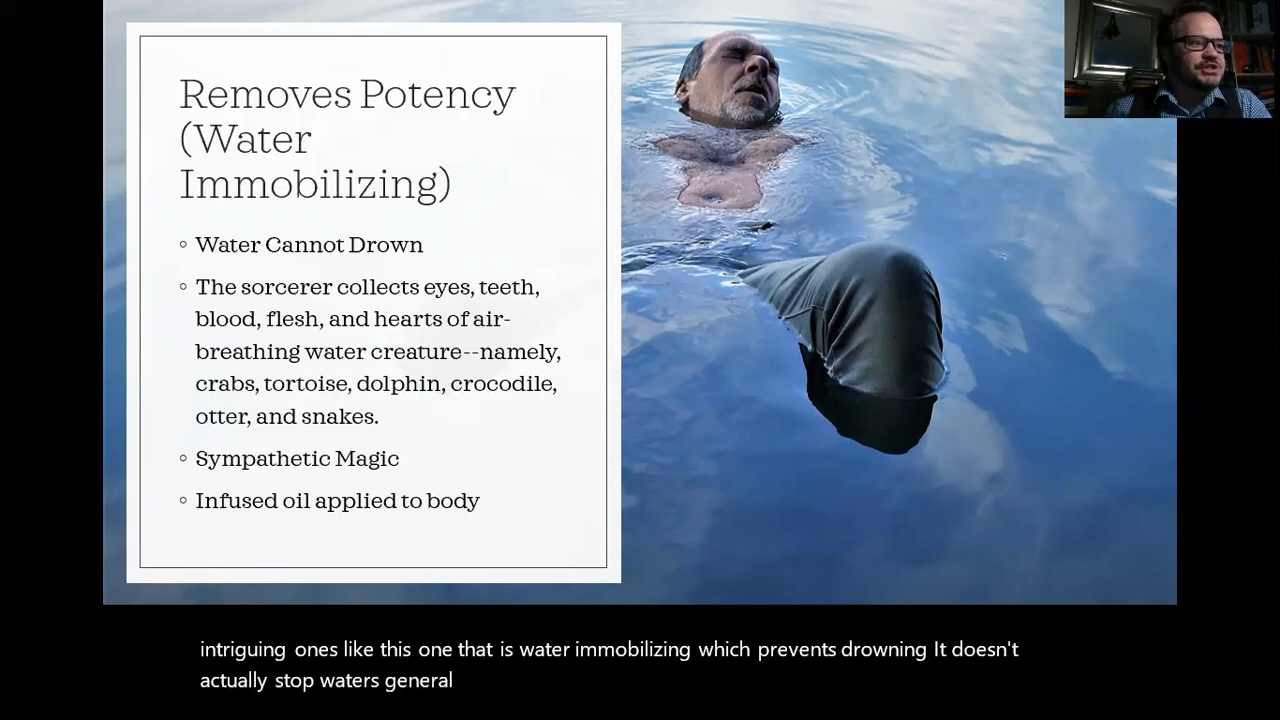 Removes Potency
(Water
Immobilizing)
◦ Water Cannot Drown
◦ The sorcerer collects eyes, teeth,
blood, flesh, and hearts of air-
breathing water creature--namely,
crabs, tortoise, dolphin, crocodile,
otter, and snakes.
◦ Sympathetic Magic
◦ Infused oil applied to body
intriguing ones like this one that is water immobilizing which prevents drowning It doesn't
actually stop waters general